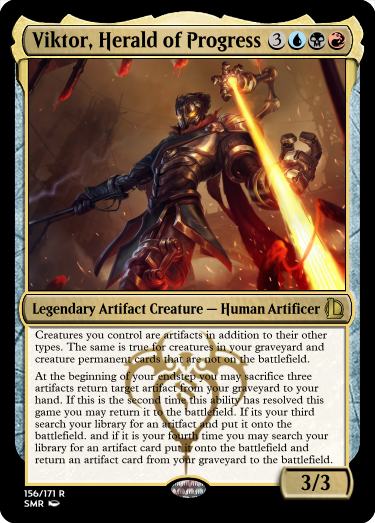 Viktor, Herald of Progress 3
Legendary Artifact Creature — Human Artificer
Creatures you control are artifacts in addition to their other
types. The same is true for creatures in your graveyard and
creature permanent cards that are not on the battlefield.
At the beginning of your endstep you may sacrifice three
artifacts return target artifact from your graveyard to your
hand. If this is the second time this ability has resolved this
game you may return it to the battlefield. If its your third
search your library for an artifact and put it onto the
battlefield. and if it is your fourth time you may search your
library for an artifact card put it onto the battlefield and
return an artifact card from your graveyard to the battlefield.
3/3
156/171 R
SMR